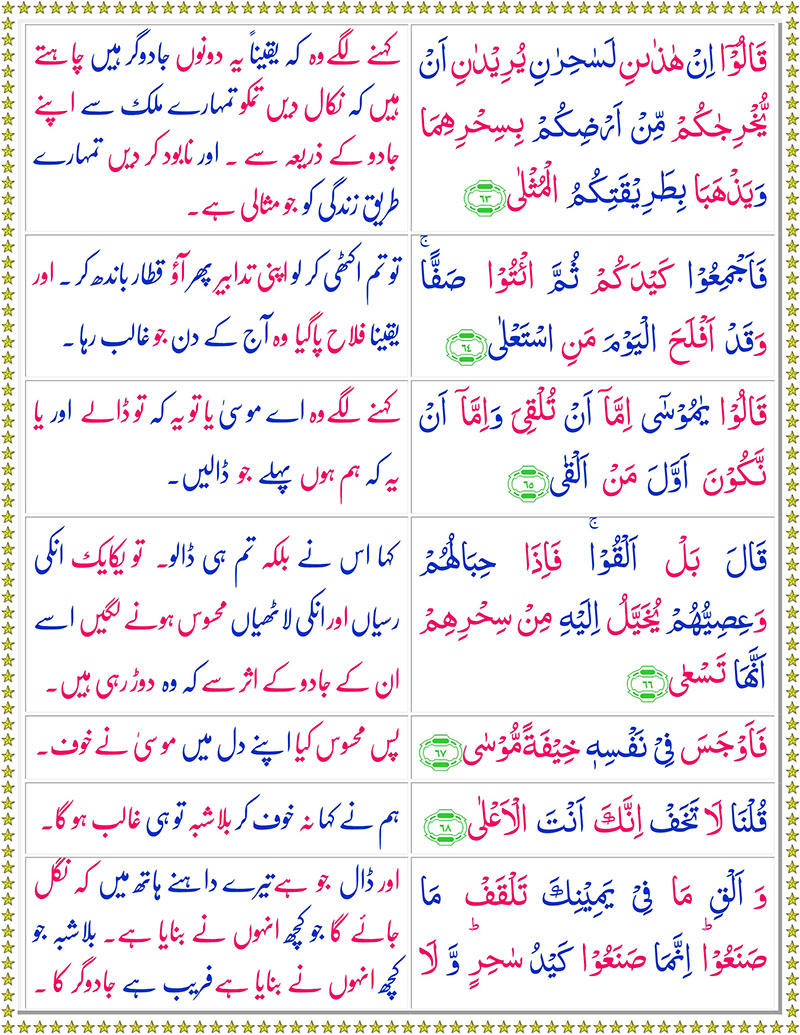 قَالُوْۤا اِنْ هٰذٰىنِ لَسٰحِرٰنِ يُرِيْدٰنِ اَنْ
يُّخْرِجٰكُمْ مِّنْ اَرْضِكُمْ بِسِحْرِهِمَا
وَيَذْهَبَا بِطَرِيْقَتِكُمُ الْمُثْلٰى ٦٣
کہنے لگے وہ کہ یقیناً یہ دونوں جادوگر ہیں چاہتے
ہیں کہ نکال دیں تمکو تمہارے ملک سے اپنے
جادو کے ذریعہ سے ۔ اور نابود کر دیں تمہارے
طریق زندگی کو جو مثالی ہے۔
فَاَجْمِعُوْا كَيْدَكُمْ ثُمَّ ائْتُوْا صَفًّا ۚ
وَقَدْ اَفْلَحَ الْيَوْمَ مَنِ اسْتَعْلٰى ٦٤
تو تم اکٹھی کر لو اپنی تدابیر پھر آؤ قطار باندھ کر ۔ اور
یقینا فلاح پاگیا وہ آج کے دن جو غالب رہا ۔
قَالُوْا يٰمُوْسٰٓى اِمَّاۤ اَنْ تُلْقِىَ وَاِمَّاۤ اَنْ
نَّكُوْنَ اَوَّلَ مَنْ اَلْقٰى ٦٥
کہنے لگے وہ اے موسیٰ یا تو یہ کہ تو ڈالے اور یا
یہ کہ ہم ہوں پہلے جو ڈالیں۔
قَالَ بَلْ اَلْقُوْا ۚ فَاِذَا حِبَالُهُمْ
وَعِصِيُّهُمْ يُخَيَّلُ اِلَيْهِ مِنْ سِحْرِهِمْ
اَنَّهَا تَسْعٰى ٦٦
کہا اس نے بلکہ تم ہی ڈالو۔ تو یکایک انکی
رسیاں اور انکی لاٹھیاں محسوس ہونے لگیں اسے
ان کے جادو کے اثر سے کہ وہ دوڑ رہی ہیں۔
فَاَوْجَسَ فِىْ نَفْسِهٖ خِيْفَةً مُّوْسٰى ٦٧
پس محسوس کیا اپنے دل میں موسیٰ نے خوف۔
قُلْنَا لَا تَخَفْ اِنَّكَ اَنْتَ الْاَعْلٰى ٦٨
ہم نے کہا نہ خوف کر بلاشبہ تو ہی غالب ہوگا۔
وَ اَلْقِ مَا فِىْ يَمِيْنِكَ تَلْقَفْ مَا
صَنَعُوْا ؕ اِنَّمَا صَنَعُوْا كَيْدُ سٰحِرٍ ؕ وَّ لَا
اور ڈال جو ہے تیرے داہنے ہاتھ میں کہ نگل
جائے گا جو کچھ انہوں نے بنایا ہے۔ بلاشبہ جو
کچھ انہوں نے بنایا ہے فریب ہے جادوگر کا ۔